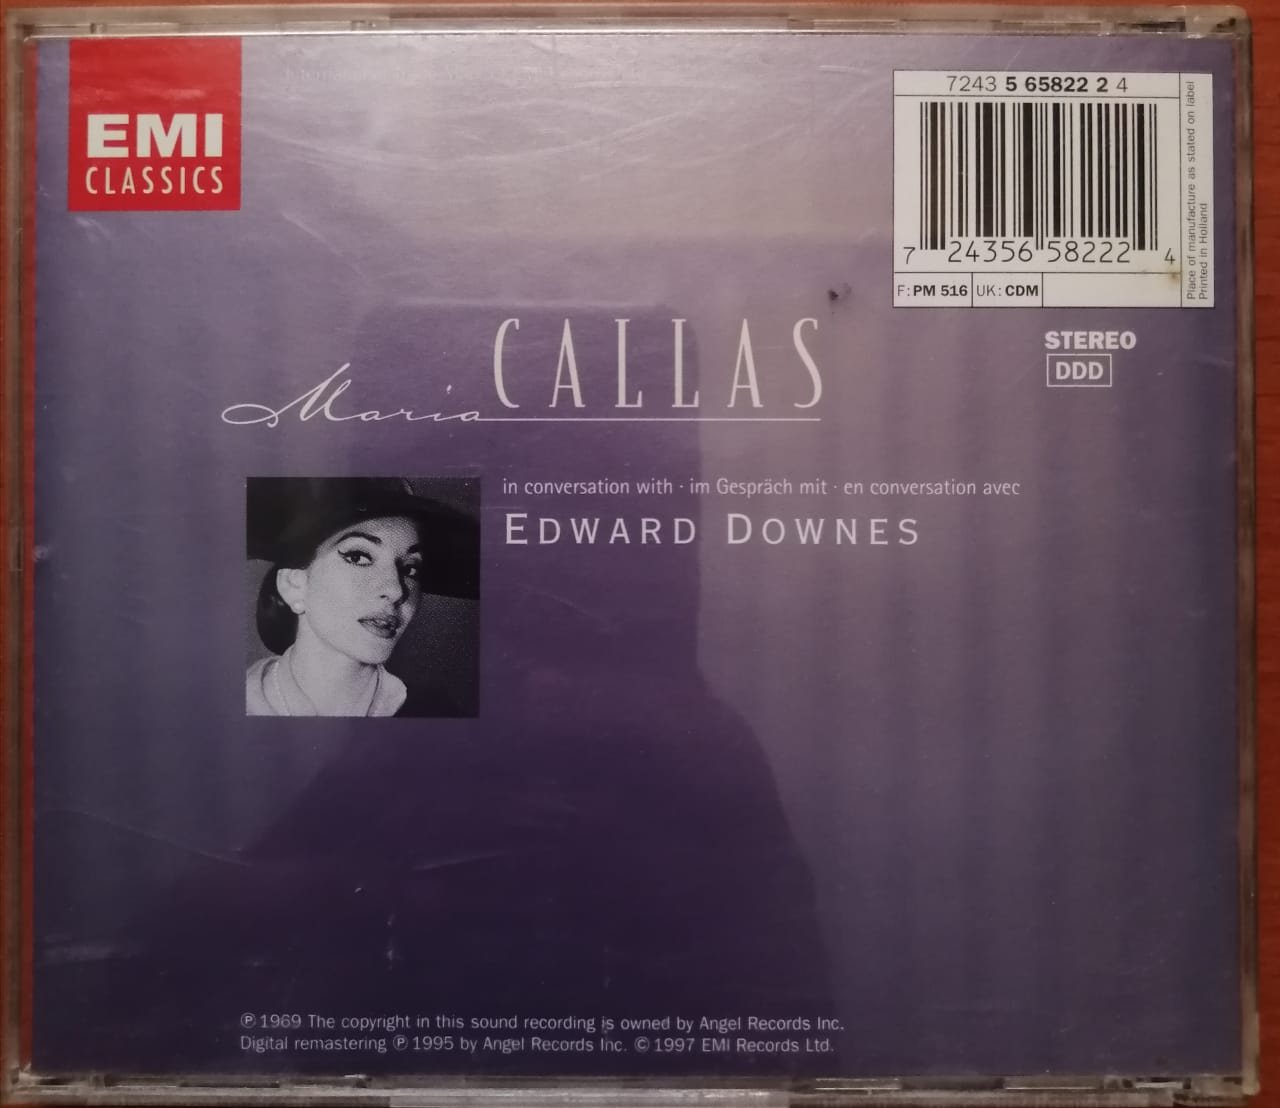 EMI
CLASSICS
7243 5 65822 2 4
7 24356 58222 4
F: PM 516 UK: CDM
Place of manufacture as stated on label
Printed in Holland
STEREO
DDD
Maria CALLAS
in conversation with · im Gespräch mit · en conversation avec
EDWARD DOWNES
℗ 1969 The copyright in this sound recording is owned by Angel Records Inc.
Digital remastering ℗ 1995 by Angel Records Inc. © 1997 EMI Records Ltd.